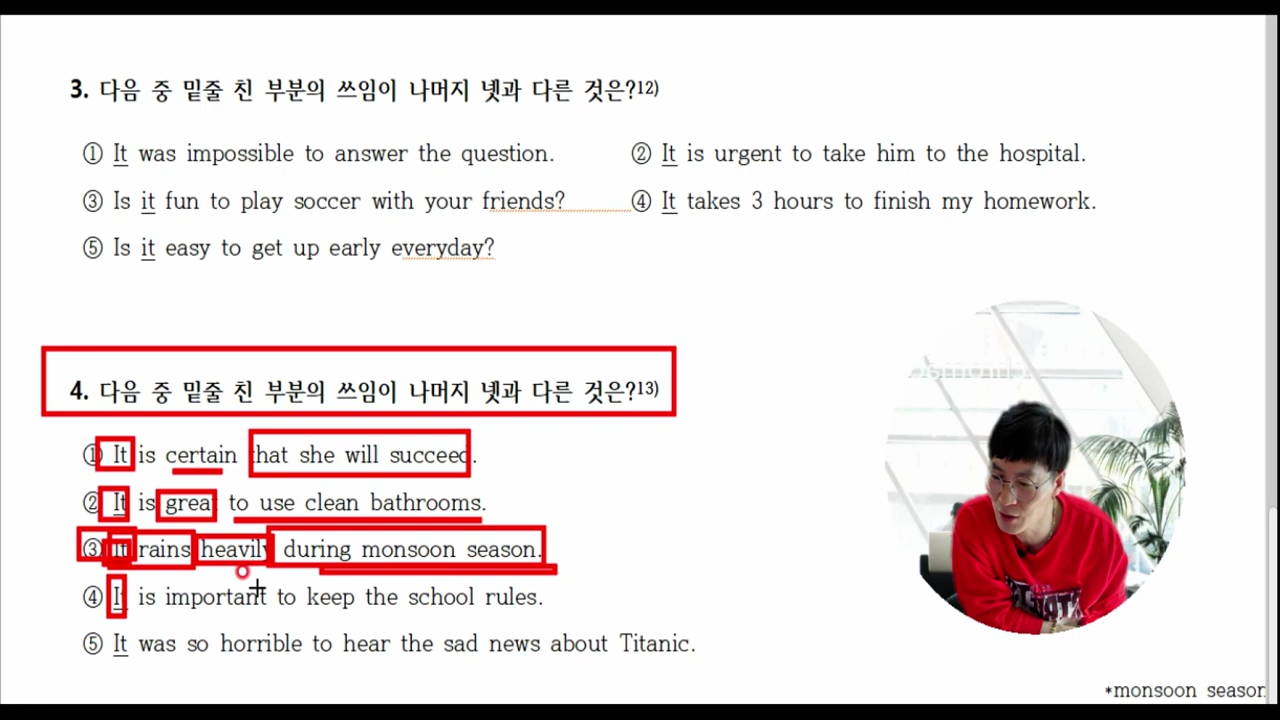 3. 다음 중 밑줄 친 부분의 쓰임이 나머지 넷과 다른 것은?12)
① It was impossible to answer the question. ② It is urgent to take him to the hospital.
③ Is it fun to play soccer with your friends? ④ It takes 3 hours to finish my homework.
⑤ Is it easy to get up early everyday?
4. 다음 중 밑줄 친 부분의 쓰임이 나머지 넷과 다른 것은?13)
① It is certain that she will succeed.
② It is great to use clean bathrooms.
③ It rains heavily during monsoon season.
④ It is important to keep the school rules.
⑤ It was so horrible to hear the sad news about Titanic.
*monsoon season